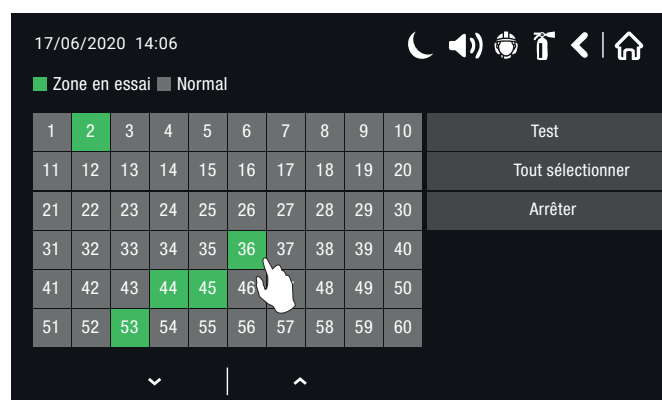 17/06/2020 14:06
Zone en essai Normal
1 2 3 4 5 6 7 8 9 10 Test
11 12 13 14 15 16 17 18 19 20 Tout sélectionner
21 22 23 24 25 26 27 28 29 30 Arrêter
31 32 33 34 35 36 37 38 39 40
41 42 43 44 45 46 48 49 50
51 52 53 54 55 56 57 58 59 60